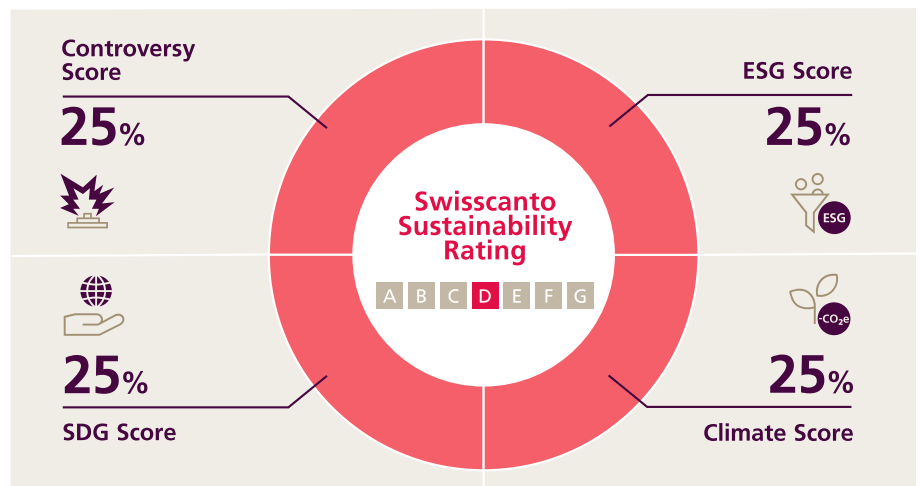 Controversy
Score
25%
ESG Score
25%
ESG
Swisscanto
Sustainability
Rating
A B C D E F G
25%
SDG Score
-CO₂e
25%
Climate Score